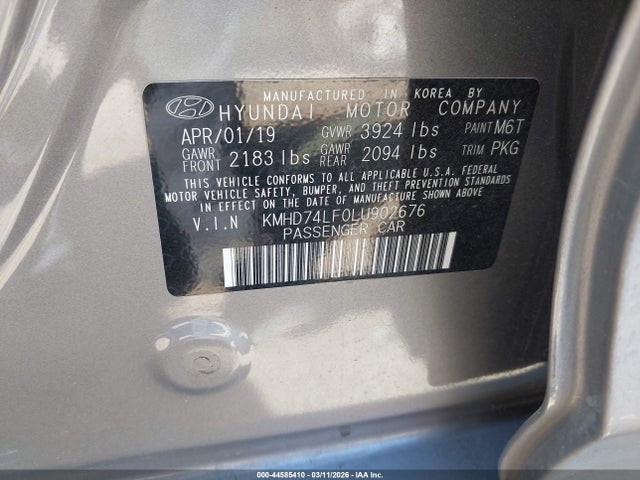 MANUFACTURED IN KOREA BY
HYUNDAI MOTOR COMPANY
APR/01/19 GVWR 3924 lbs PAINT M6T
GAWR FRONT 2183 lbs GAWR REAR 2094 lbs TRIM PKG
THIS VEHICLE CONFORMS TO ALL APPLICABLE U.S.A. FEDERAL
MOTOR VEHICLE SAFETY, BUMPER, AND THEFT PREVENTION STANDARDS
IN EFFECT ON THE DATE OF MANUFACTURE SHOWN ABOVE
V.I.N KMHD74LF0LU902676
PASSENGER CAR
000-44585410 | 03/11/2026 | IAA Inc.